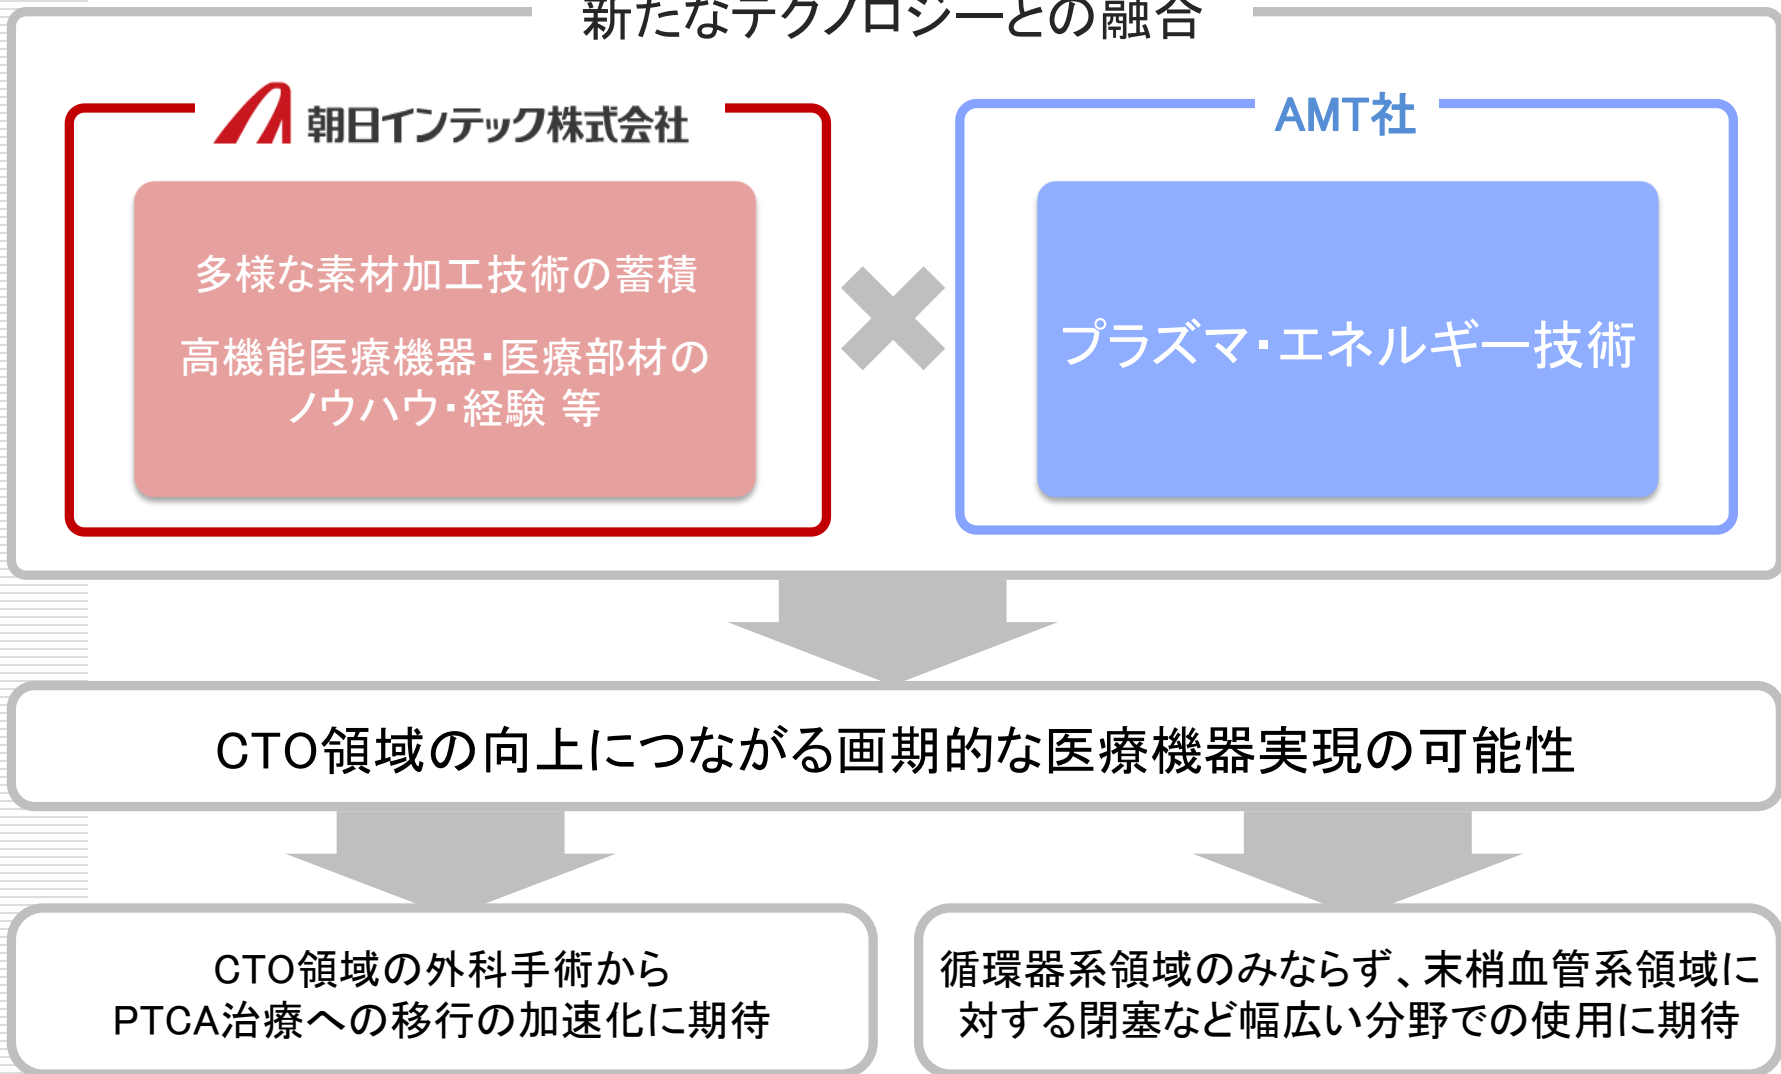 新たなテクノロジーとの融合
朝日インテック株式会社
多様な素材加工技術の蓄積
高機能医療機器・医療部材の
ノウハウ・経験 等
AMT社
プラズマ・エネルギー技術
CTO領域の向上につながる画期的な医療機器実現の可能性
CTO領域の外科手術から
PTCA治療への移行の加速化に期待
循環器系領域のみならず、末梢血管系領域に
対する閉塞など幅広い分野での使用に期待